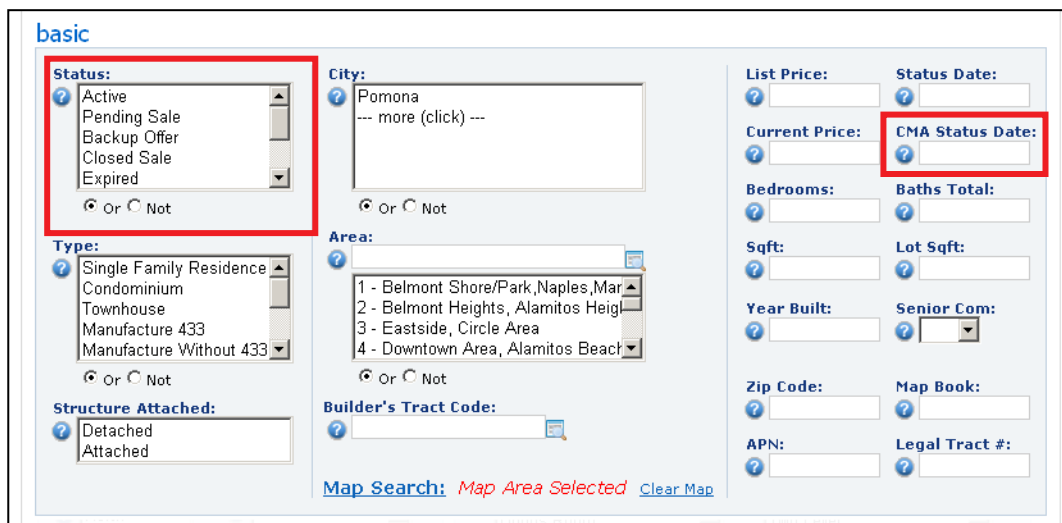 basic
Status:
Active
Pending Sale
Backup Offer
Closed Sale
Expired
Or Not
Type:
Single Family Residence
Condominium
Townhouse
Manufacture 433
Manufacture Without 433
Or Not
Structure Attached:
Detached
Attached
City:
Pomona
--- more (click) ---
Or Not
Area:
1 - Belmont Shore/Park,Naples,Mar
2 - Belmont Heights, Alamitos Heigh
3 - Eastside, Circle Area
4 - Downtown Area, Alamitos Beach
Or Not
Builder's Tract Code:
Map Search: Map Area Selected Clear Map
List Price: Status Date:
Current Price: CMA Status Date:
Bedrooms: Baths Total:
Sqft: Lot Sqft:
Year Built: Senior Com:
Zip Code: Map Book:
APN: Legal Tract #: